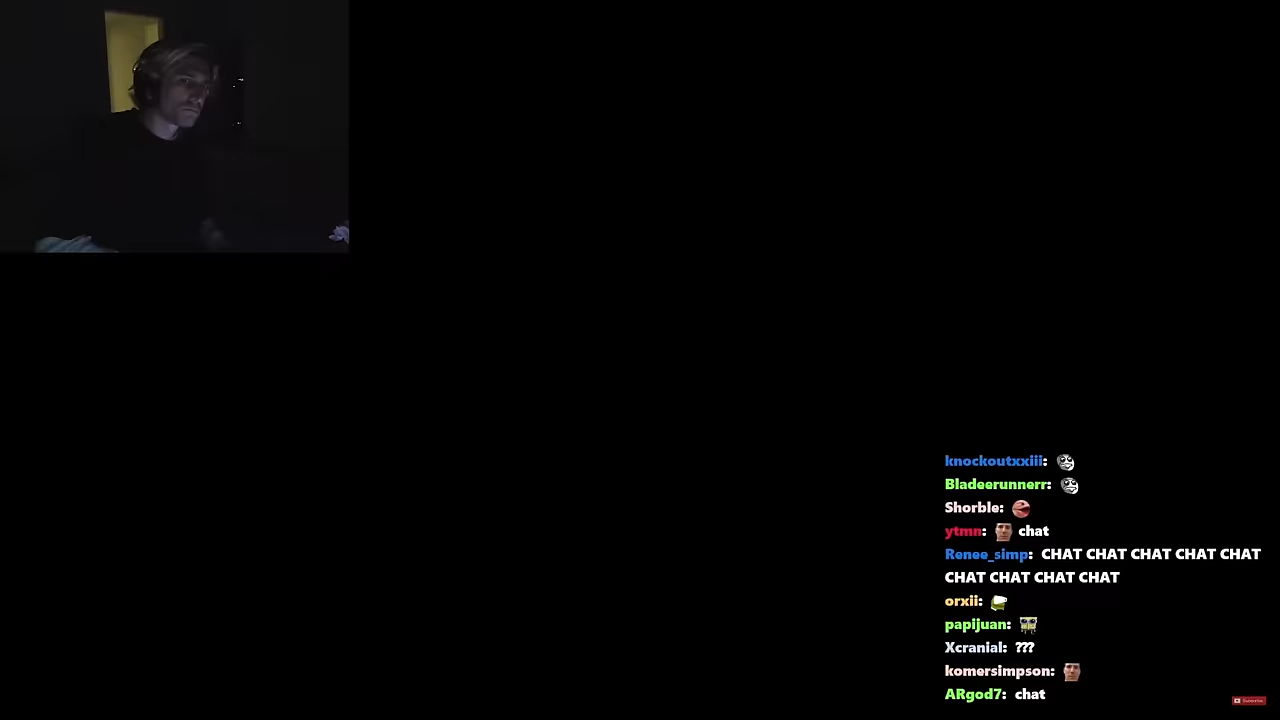 knockoutxxiii:
Bladeerunnerr:
Shorble:
ytmn: chat
Renee_simp: CHAT CHAT CHAT CHAT CHAT
CHAT CHAT CHAT CHAT
orxii:
papijuan:
Xcranial: ???
komersimpson:
ARgod7: chat
Subscribe